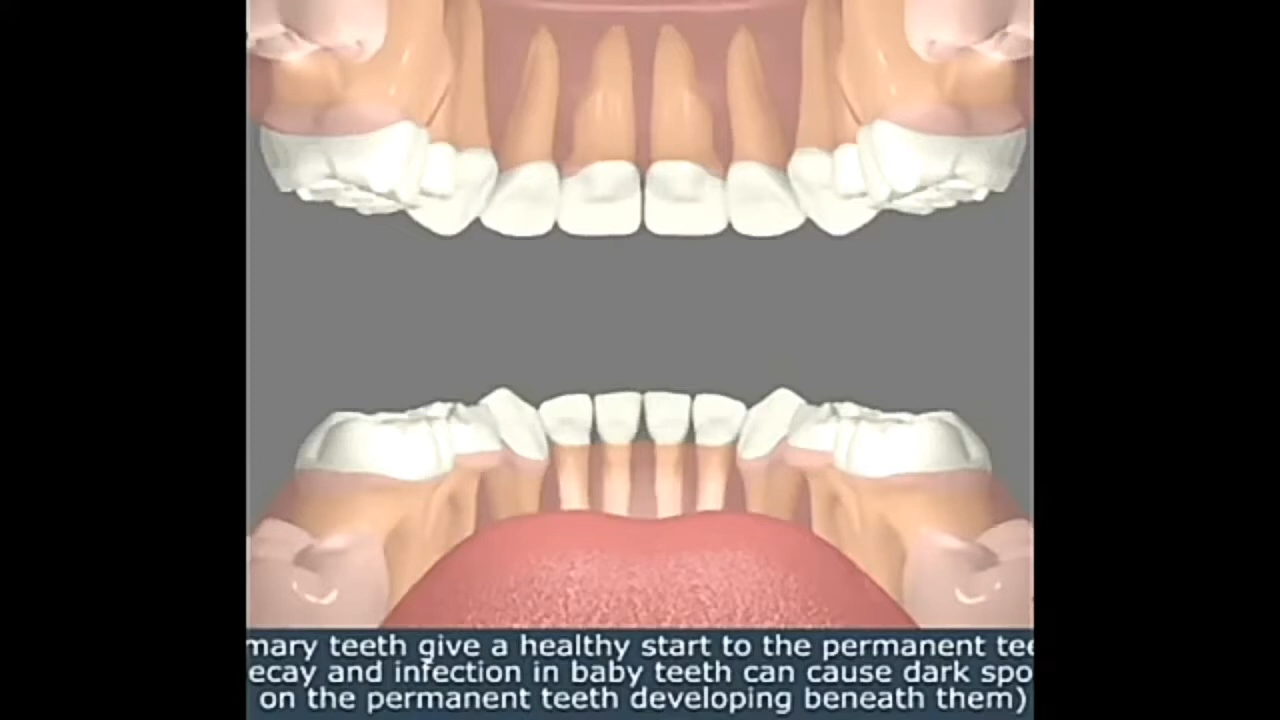 mary teeth give a healthy start to the permanent tee
ecay and infection in baby teeth can cause dark spo
on the permanent teeth developing beneath them)